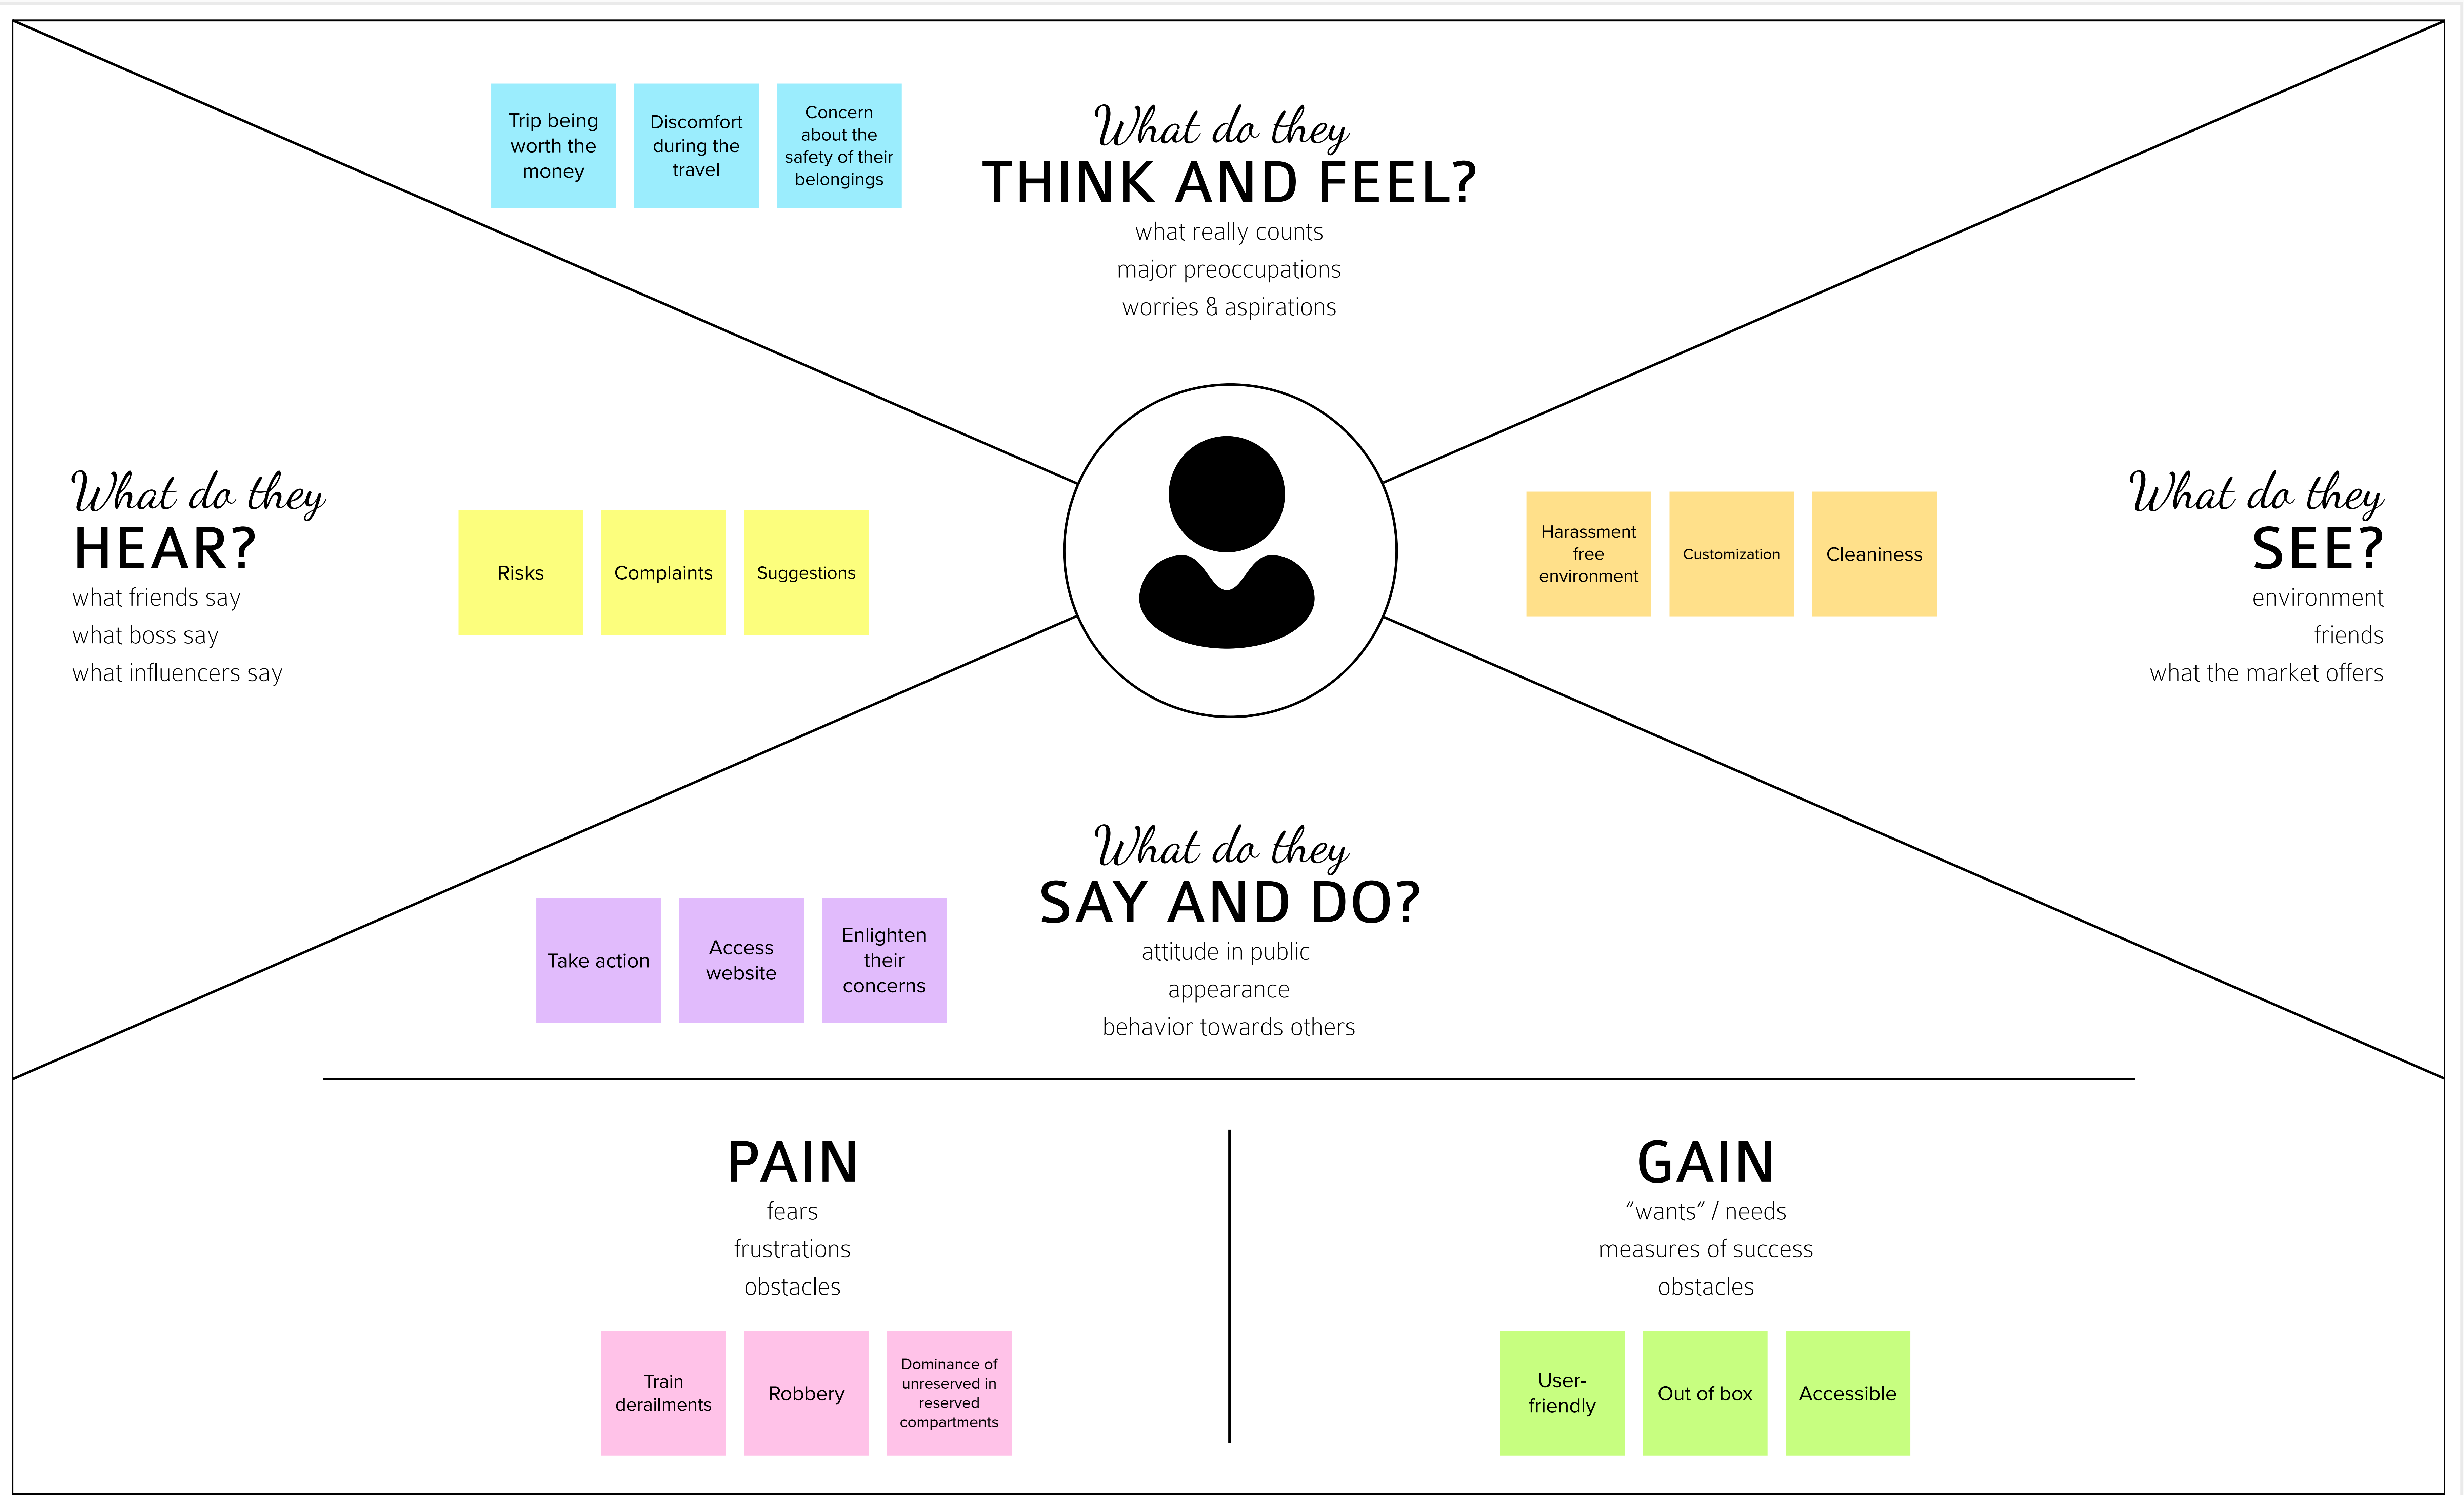 Trip being
worth the
money
Discomfort
during the
travel
Concern
about the
safety of their
belongings
What do they
THINK AND FEEL?
what really counts
major preoccupations
worries & aspirations
What do they
HEAR?
what friends say
what boss say
what influencers say
Risks
Complaints
Suggestions
Harassment
free
environment
Customization
Cleaniness
What do they
SEE?
environment
friends
what the market offers
What do they
SAY AND DO?
attitude in public
appearance
behavior towards others
Take action
Access
website
Enlighten
their
concerns
PAIN
fears
frustrations
obstacles
Train
derailments
Robbery
Dominance of
unreserved in
reserved
compartments
GAIN
“wants” / needs
measures of success
obstacles
User-
friendly
Out of box
Accessible